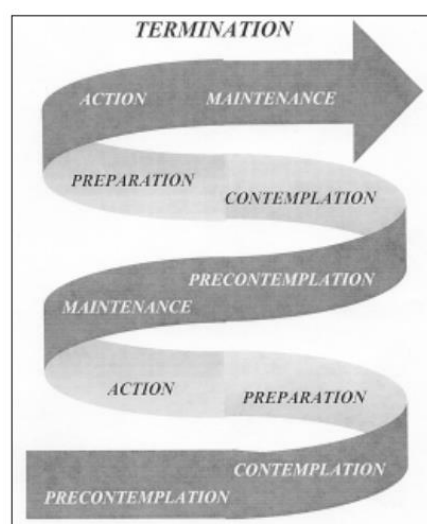 TERMINATION
ACTION MAINTENANCE
PREPARATION
CONTEMPLATION
PRECONTEMPLATION
MAINTENANCE
ACTION
PREPARATION
CONTEMPLATION
PRECONTEMPLATION